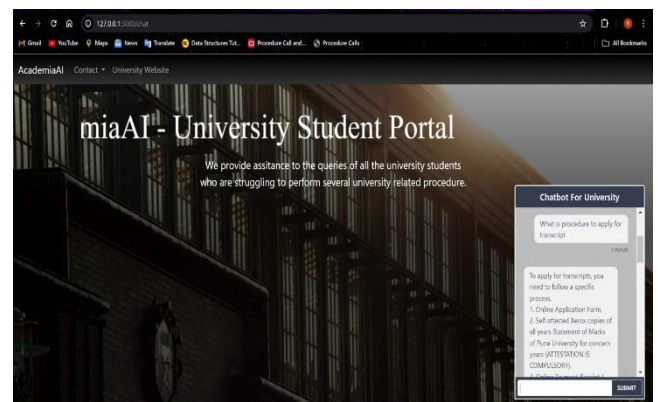 127.0.0.1:5000/chat
Gmail YouTube Maps News Translate Data Structures Tut... Procedure Call and... Procedure Calls All Bookmarks
AcademiaAI Contact University Website
miaAI - University Student Portal
We provide assitance to the queries of all the university students
who are struggling to perform several university related procedure.
Chatbot For University
What is procedure to apply for
transcript
To apply for transcripts, you
need to follow a specific
process.
1. Online Application Form.
2. Self attested Xerox copies of
all years Statement of Marks
of Pune University for concern
years (ATTESTATION IS
COMPULSORY).
3. Online Payment Receipt
SUBMIT